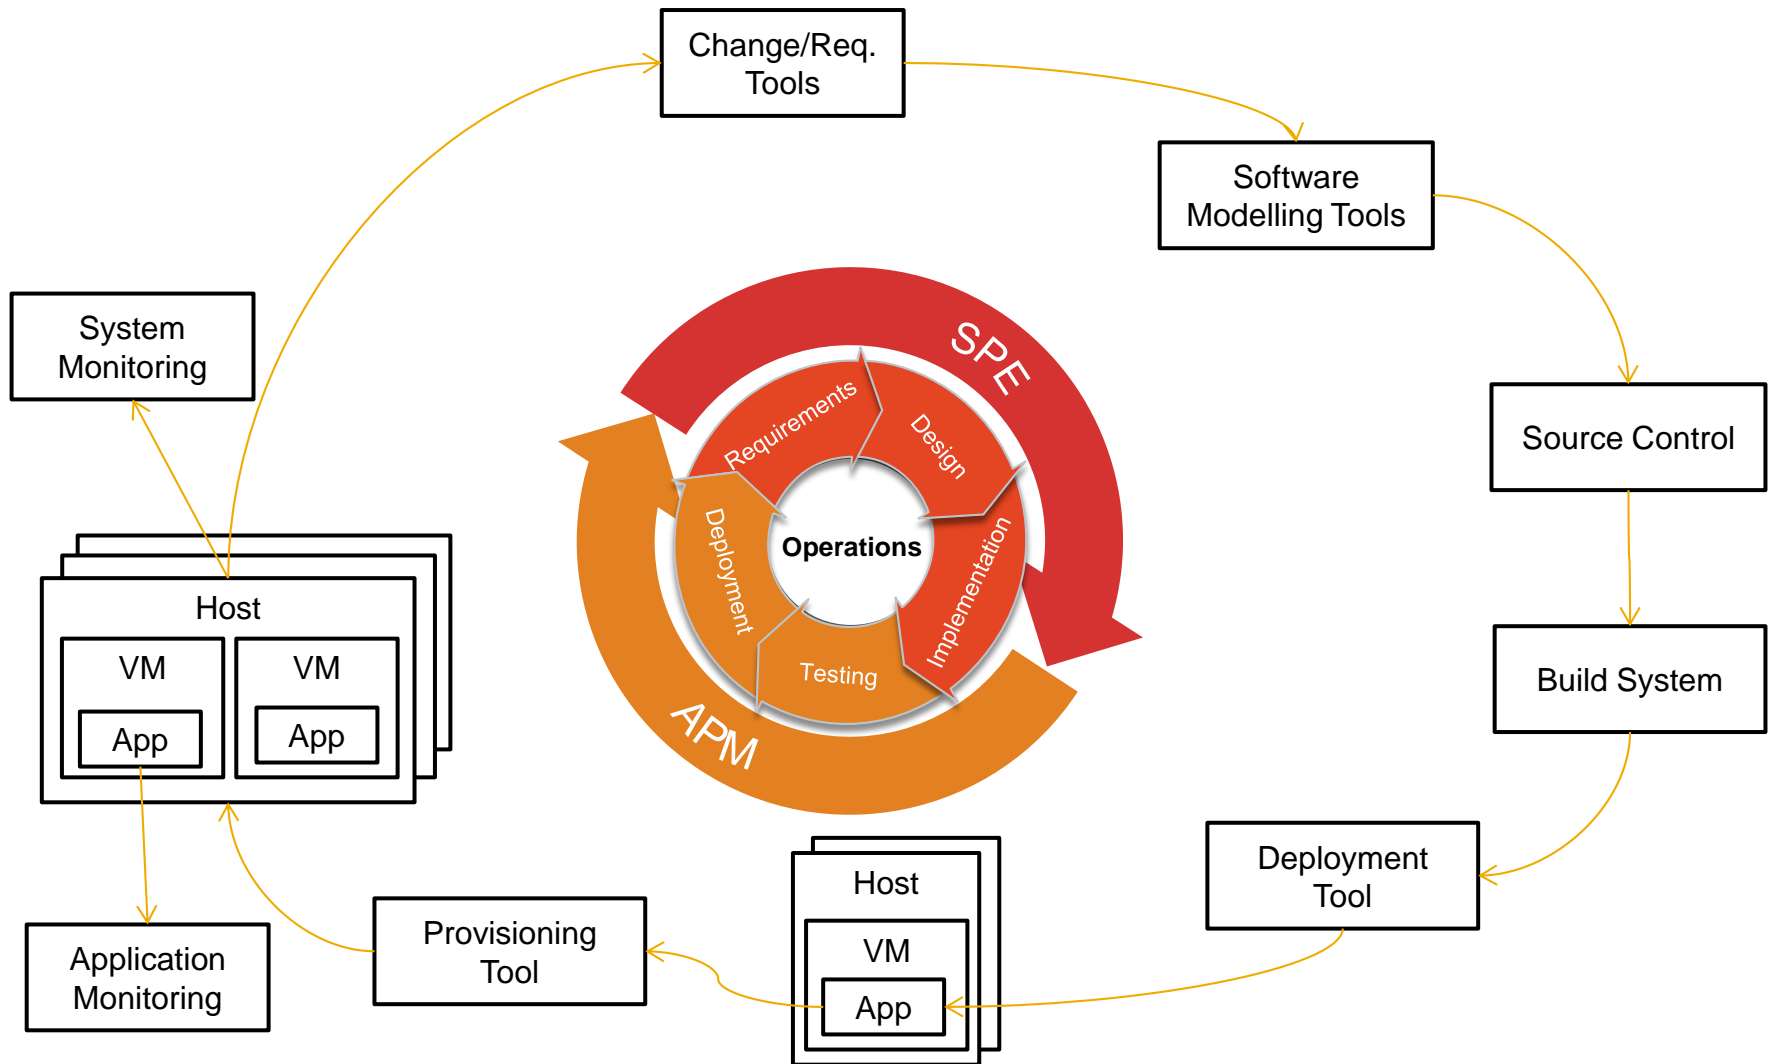 Change/Req.
Tools
Software
Modelling Tools
System
Monitoring
SPE
Requirements
Design
Source Control
Operations
Deployment
Implementation
Host
VM
VM
App
App
Testing
APM
Build System
Deployment
Tool
Host
VM
App
Provisioning
Tool
Application
Monitoring